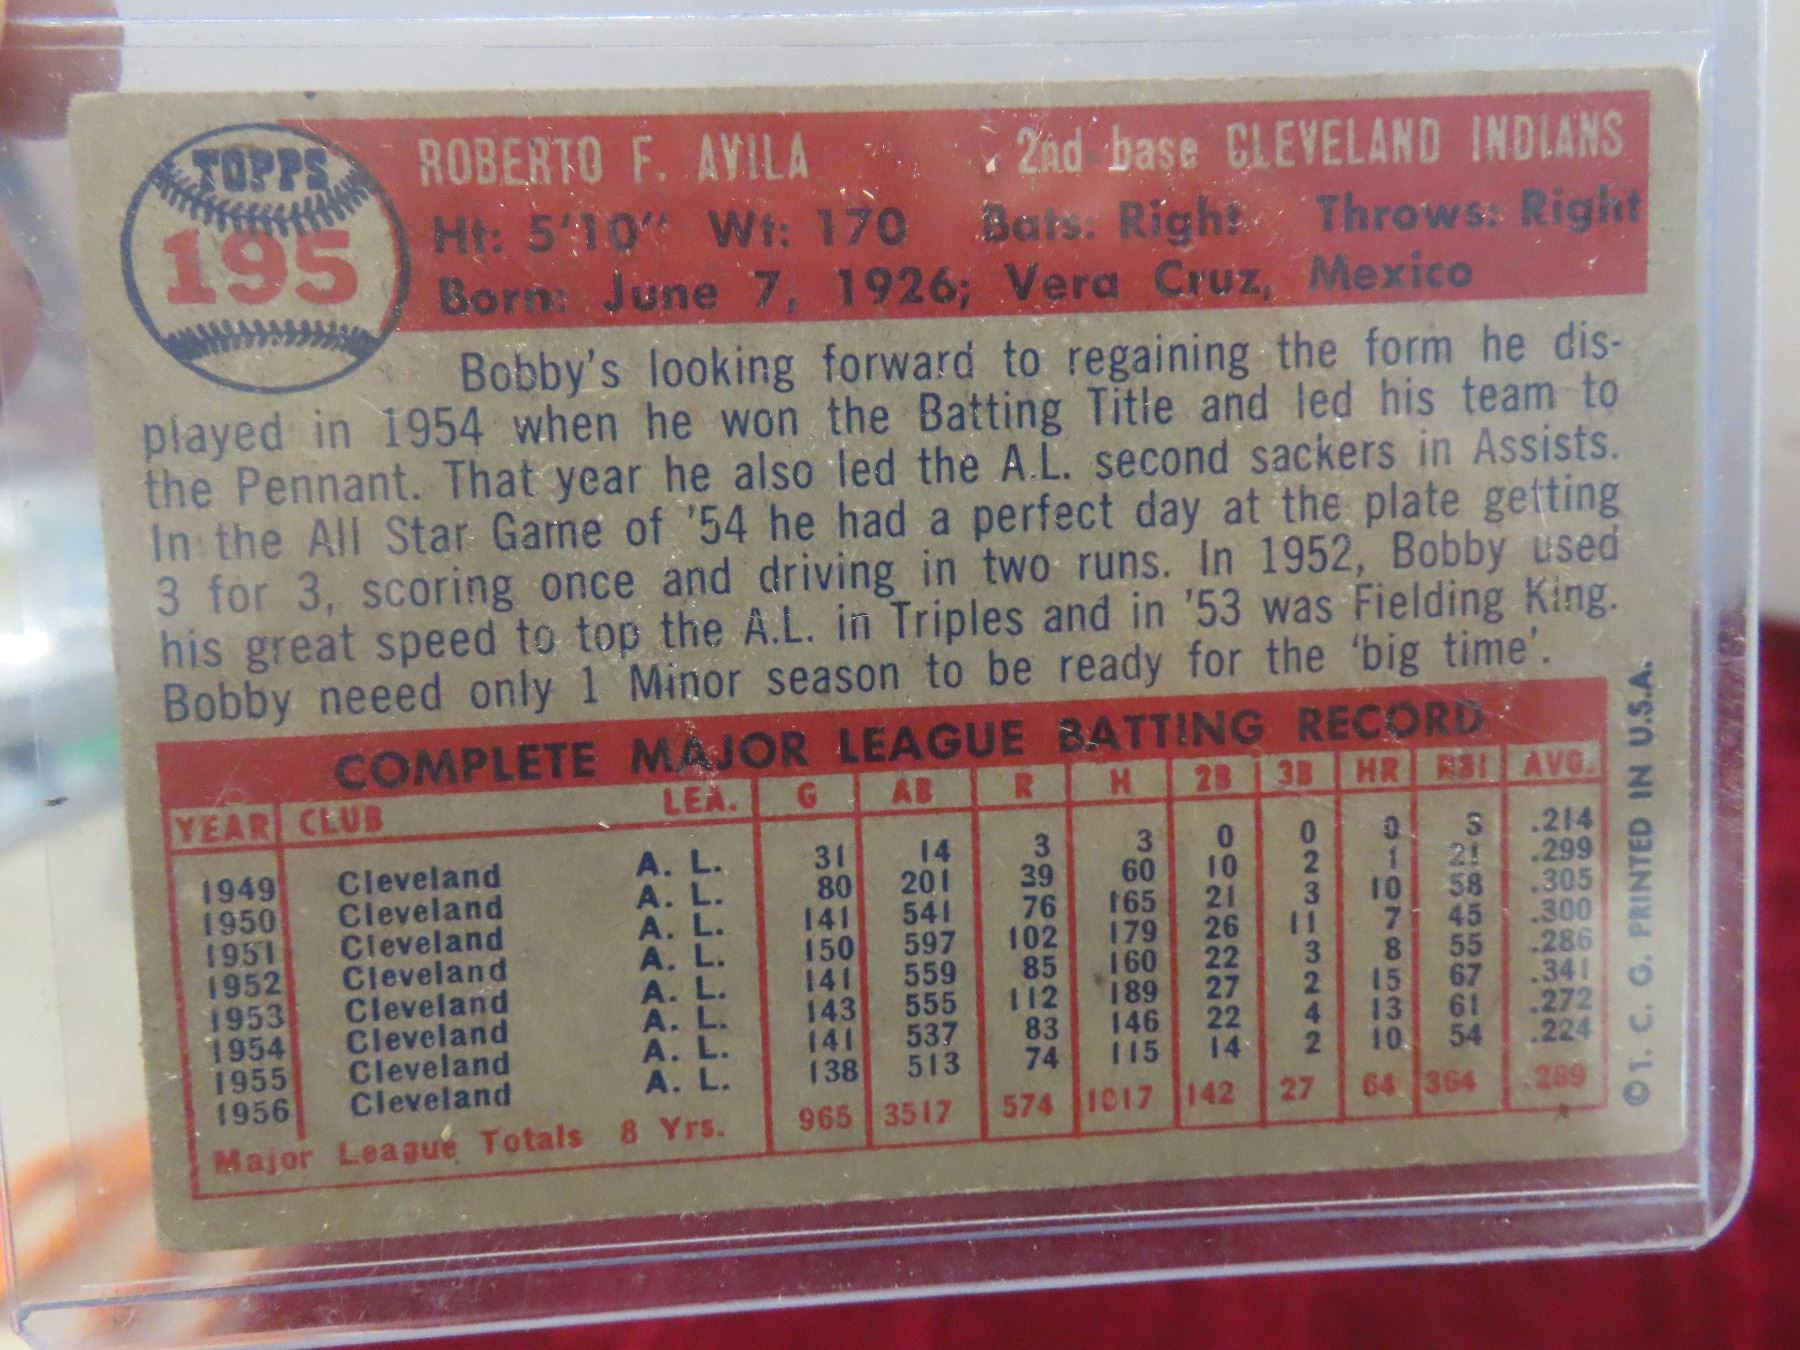 TOPPS
195
ROBERTO F. AVILA 2nd base CLEVELAND INDIANS
Ht: 5'10" Wt: 170 Bats: Right Throws: Right
Born: June 7, 1926; Vera Cruz, Mexico
Bobby's looking forward to regaining the form he dis-
played in 1954 when he won the Batting Title and led his team to
the Pennant. That year he also led the A.L. second sackers in Assists.
In the All Star Game of '54 he had a perfect day at the plate getting
3 for 3, scoring once and driving in two runs. In 1952, Bobby used
his great speed to top the A.L. in Triples and in '53 was Fielding King.
Bobby neeed only 1 Minor season to be ready for the 'big time'.
COMPLETE MAJOR LEAGUE BATTING RECORD
YEAR CLUB LEA. G AB R H 2B 3B HR RBI AVG.
1949 Cleveland A. L. 31 14 3 3 0 0 0 3 .214
1950 Cleveland A. L. 80 201 39 60 10 2 1 21 .299
1951 Cleveland A. L. 141 541 76 165 21 3 10 58 .305
1952 Cleveland A. L. 150 597 102 179 26 11 7 45 .300
1953 Cleveland A. L. 141 559 85 160 22 3 8 55 .286
1954 Cleveland A. L. 143 555 112 189 27 2 15 67 .341
1955 Cleveland A. L. 141 537 83 146 22 4 13 61 .272
1956 Cleveland A. L. 138 513 74 115 14 2 10 54 .224
Major League Totals 8 Yrs. 965 3517 574 1017 142 27 64 364 .289
© T. C. G. PRINTED IN U.S.A.